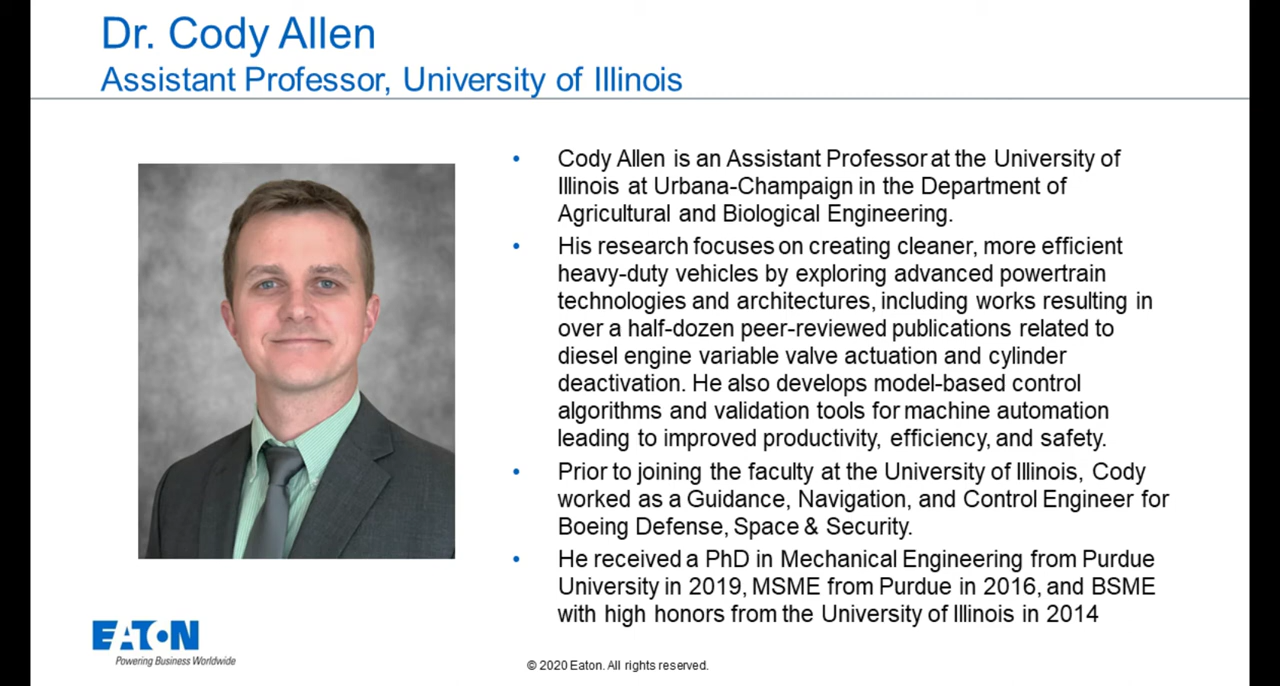 Dr. Cody Allen
Assistant Professor, University of Illinois
• Cody Allen is an Assistant Professor at the University of
Illinois at Urbana-Champaign in the Department of
Agricultural and Biological Engineering.
• His research focuses on creating cleaner, more efficient
heavy-duty vehicles by exploring advanced powertrain
technologies and architectures, including works resulting in
over a half-dozen peer-reviewed publications related to
diesel engine variable valve actuation and cylinder
deactivation. He also develops model-based control
algorithms and validation tools for machine automation
leading to improved productivity, efficiency, and safety.
• Prior to joining the faculty at the University of Illinois, Cody
worked as a Guidance, Navigation, and Control Engineer for
Boeing Defense, Space & Security.
• He received a PhD in Mechanical Engineering from Purdue
University in 2019, MSME from Purdue in 2016, and BSME
with high honors from the University of Illinois in 2014
EATON
Powering Business Worldwide
© 2020 Eaton. All rights reserved.